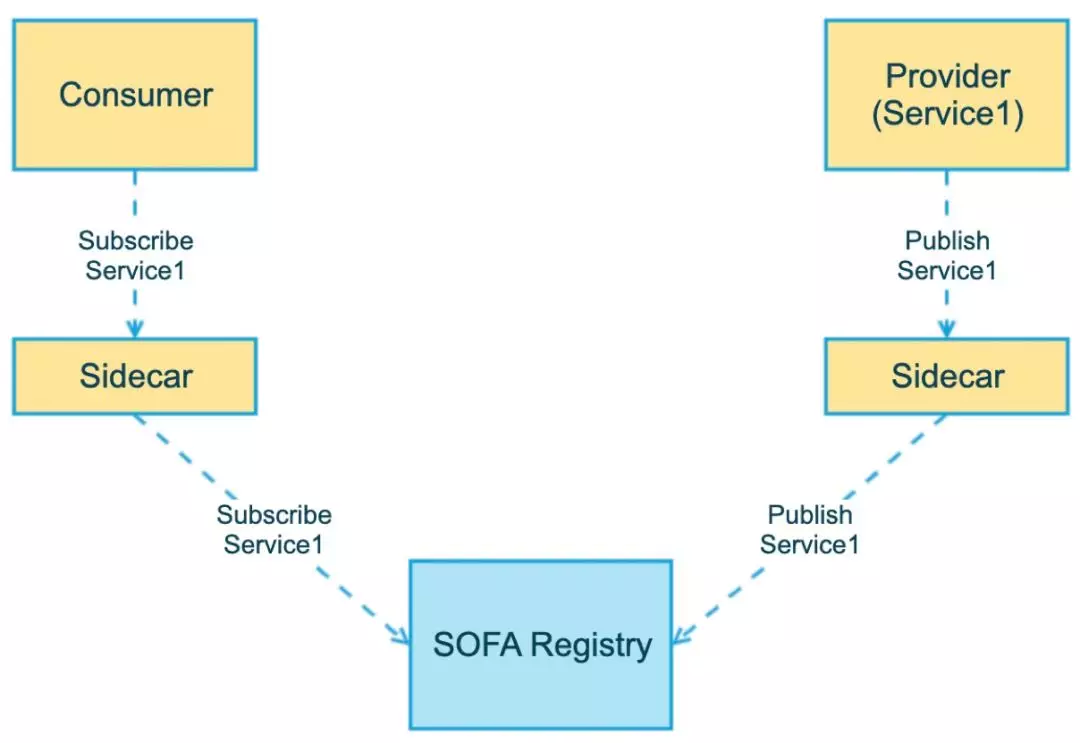 Consumer
Provider
(Service1)
Subscribe
Service1
Publish
Service1
Sidecar
Sidecar
Subscribe
Service1
Publish
Service1
SOFA Registry